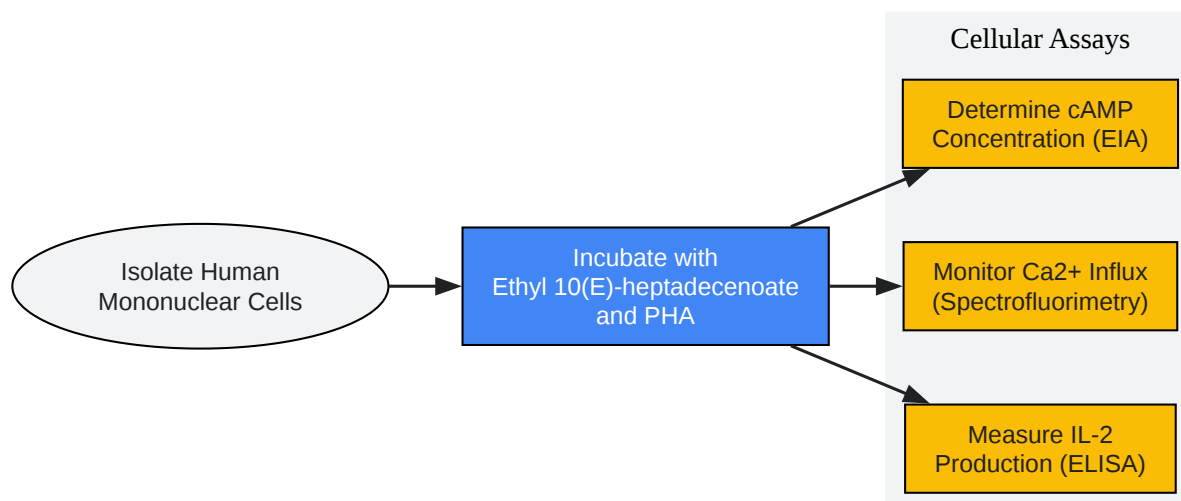 Cellular Assays
Determine cAMP
Concentration (EIA)
Isolate Human
Mononuclear Cells
Incubate with
Ethyl 10(E)-heptadecenoate
and PHA
Monitor Ca2+ Influx
(Spectrofluorimetry)
Measure IL-2
Production (ELISA)